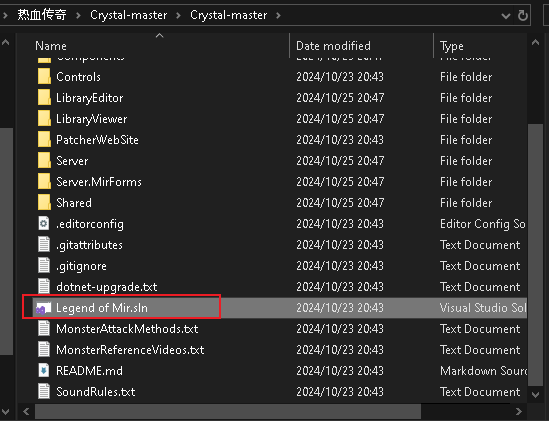 热血传奇 > Crystal-master > Crystal-master >
Name Date modified Type
Components 2024/10/25 20:47 File folder
Controls 2024/10/23 20:43 File folder
LibraryEditor 2024/10/25 20:47 File folder
LibraryViewer 2024/10/25 20:47 File folder
PatcherWebSite 2024/10/23 20:43 File folder
Server 2024/10/25 20:47 File folder
Server.MirForms 2024/10/25 20:47 File folder
Shared 2024/10/25 20:47 File folder
.editorconfig 2024/10/23 20:43 Editor Config So
.gitattributes 2024/10/23 20:43 Text Document
.gitignore 2024/10/23 20:43 Text Document
dotnet-upgrade.txt 2024/10/23 20:43 Text Document
Legend of Mir.sln 2024/10/23 20:43 Visual Studio Sol
MonsterAttackMethods.txt 2024/10/23 20:43 Text Document
MonsterReferenceVideos.txt 2024/10/23 20:43 Text Document
README.md 2024/10/23 20:43 Markdown Sourc
SoundRules.txt 2024/10/23 20:43 Text Document